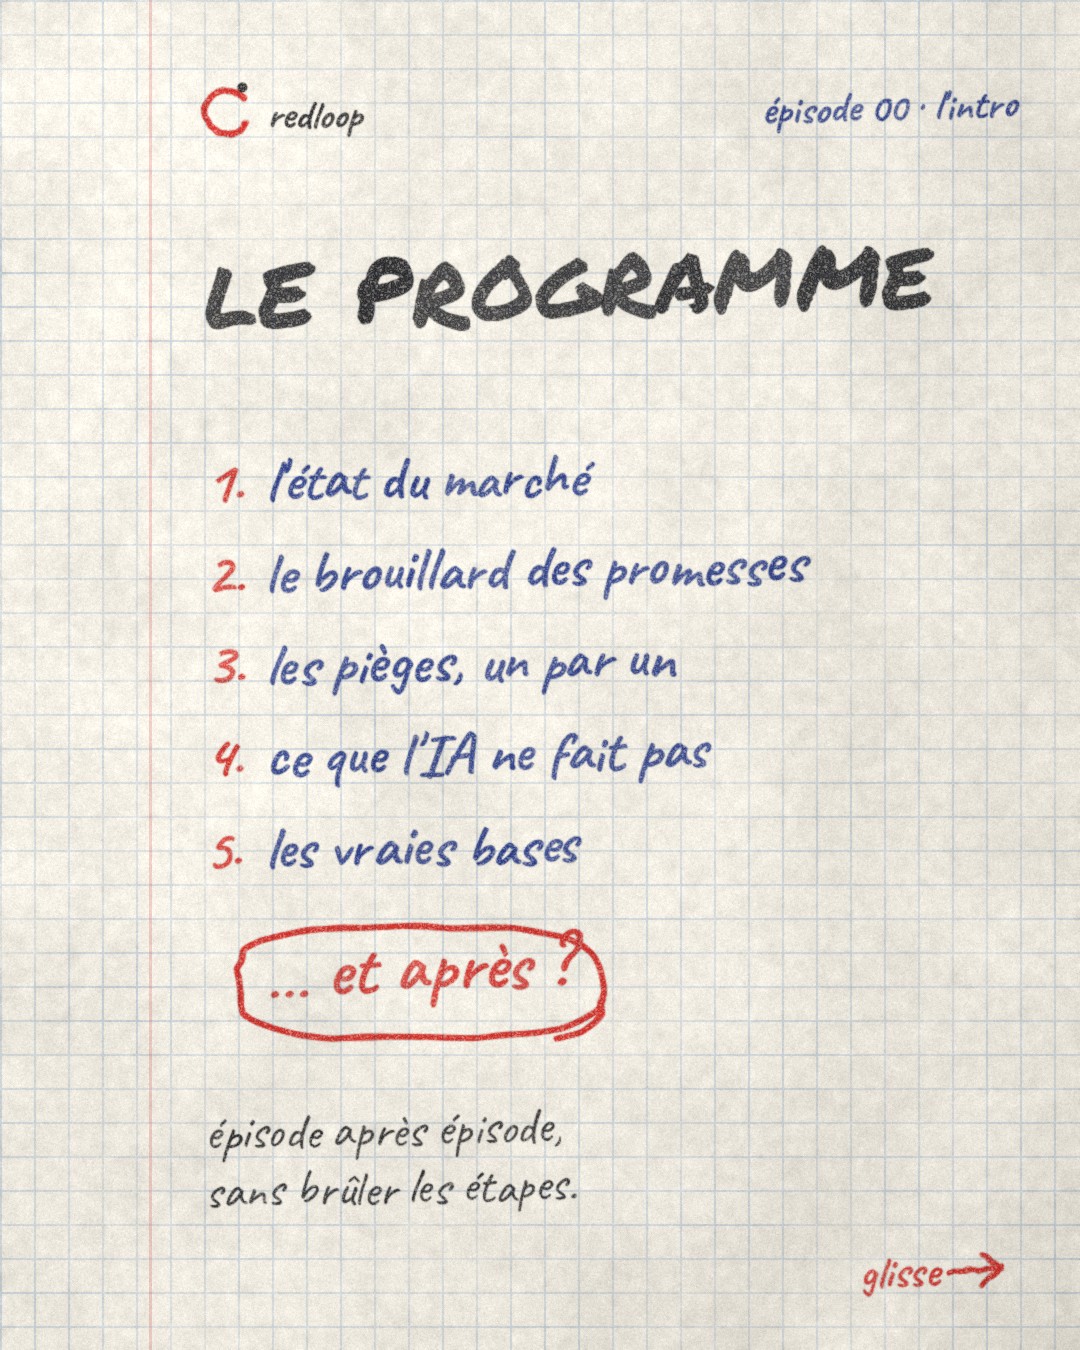 redloop
épisode 00 · l'intro
LE PROGRAMME
1. l'état du marché
2. le brouillard des promesses
3. les pièges, un par un
4. ce que l'IA ne fait pas
5. les vraies bases
... et après ?
épisode après épisode,
sans brûler les étapes.
glisse